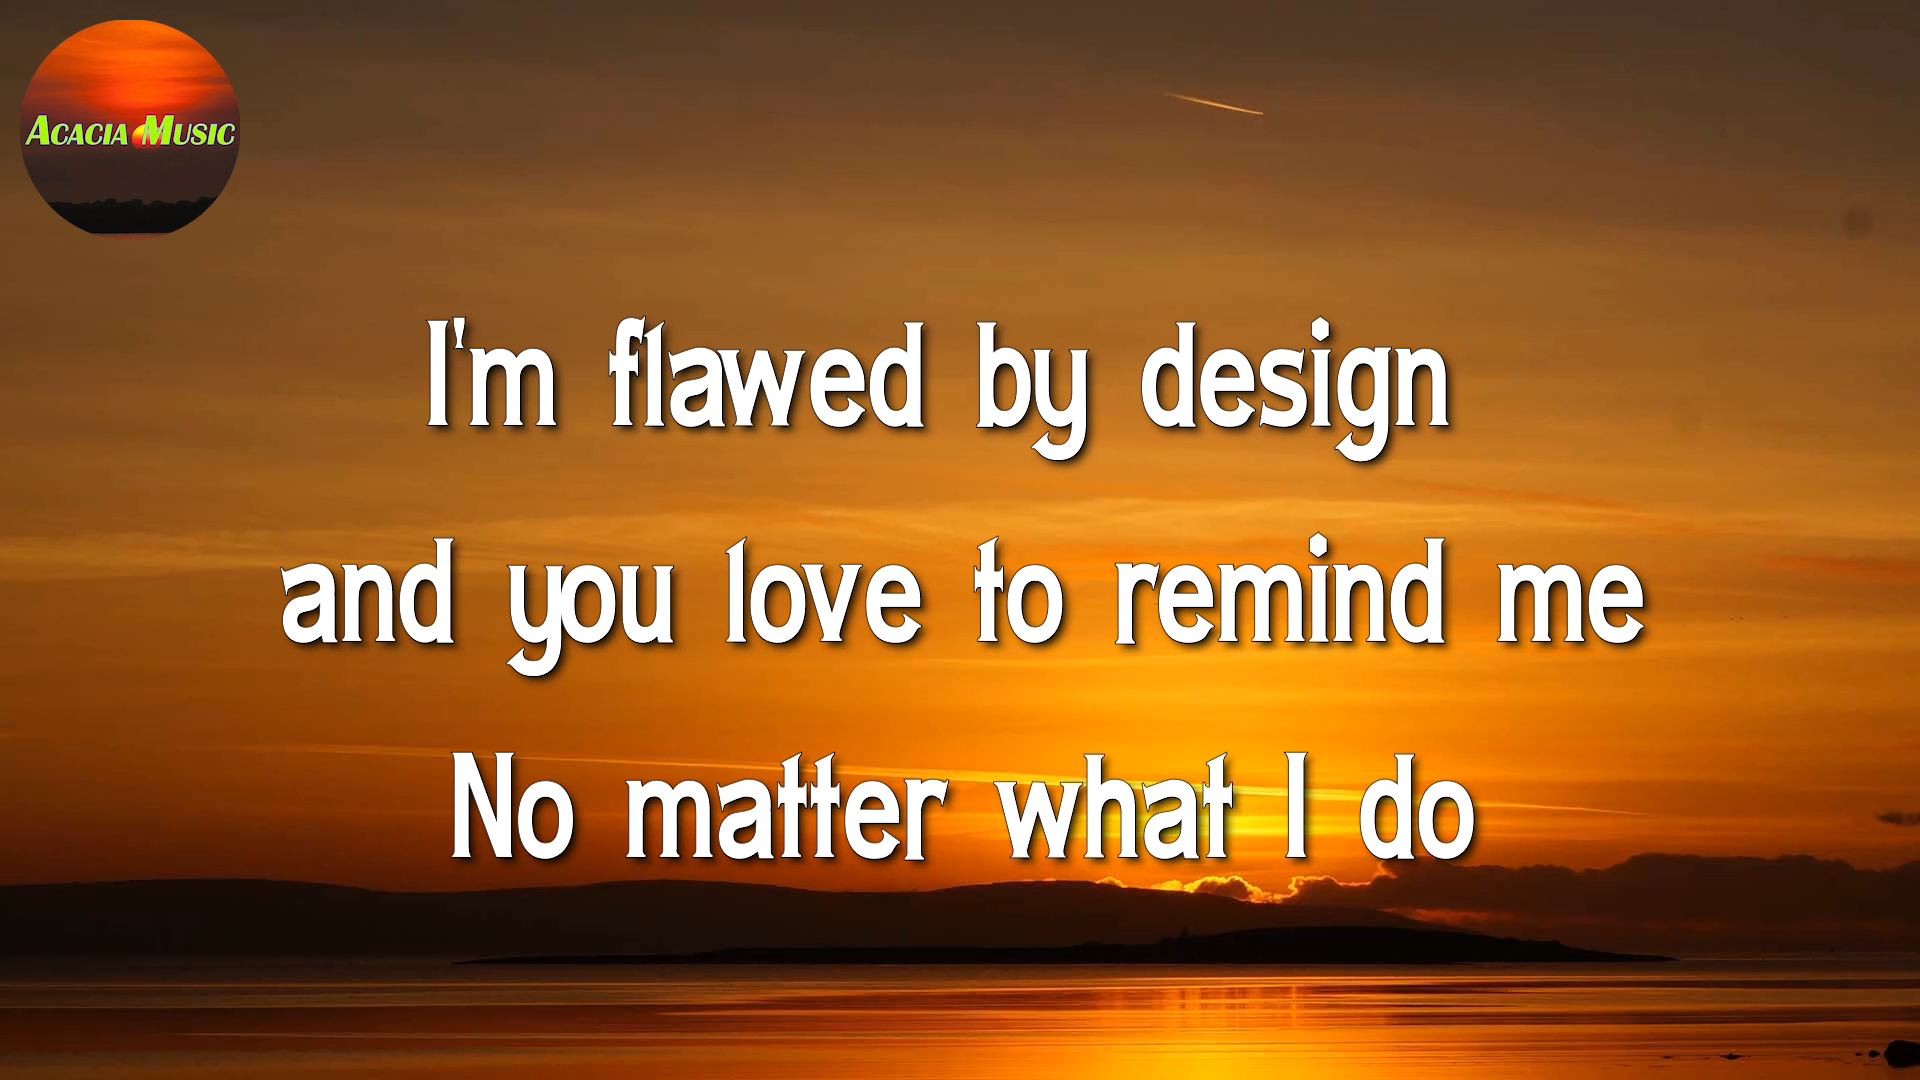 Acacia Music
I'm flawed by design
and you love to remind me
No matter what I do